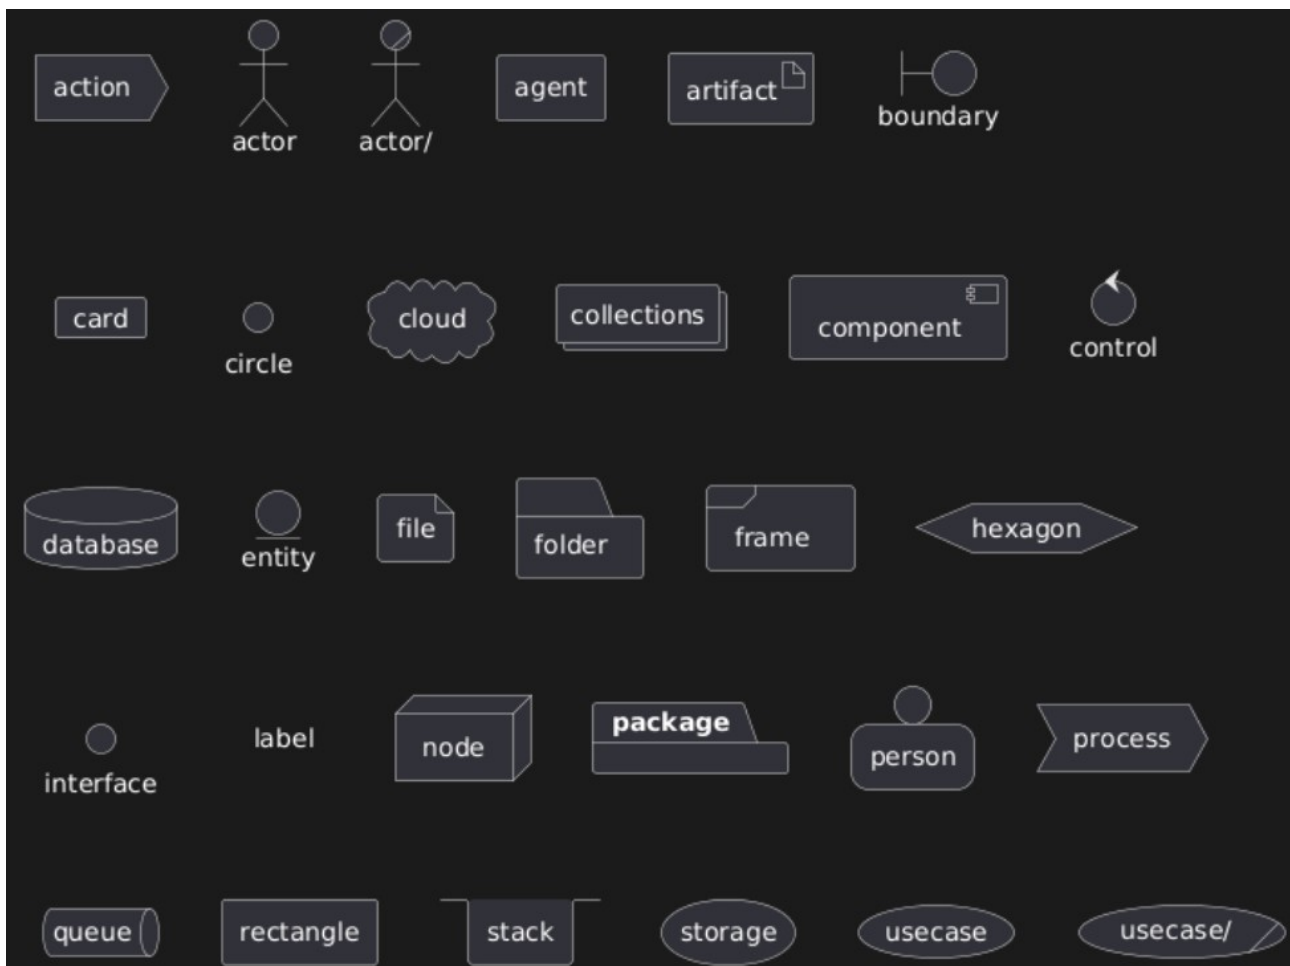 action
actor
actor/
agent
artifact
boundary
card
circle
cloud
collections
component
control
database
entity
file
folder
frame
hexagon
interface
label
node
package
person
process
queue
rectangle
stack
storage
usecase
usecase/